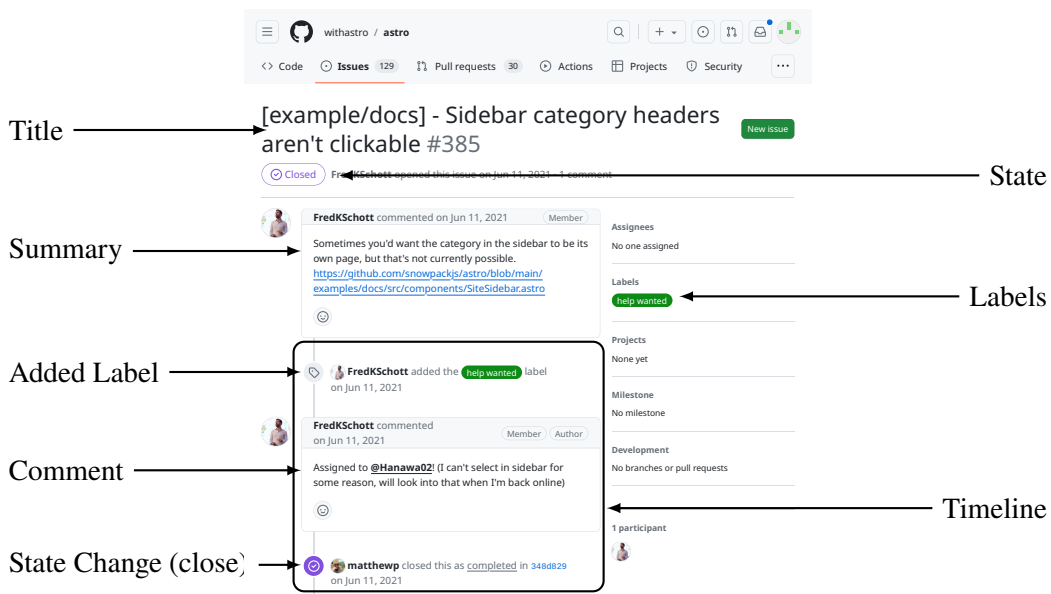 withastro / astro
Code Issues 129 Pull requests 30 Actions Projects Security
Title
[example/docs] - Sidebar category headers
aren't clickable #385
New issue
Closed FredKSchott opened this issue on Jun 11, 2021 · 1 comment
State
Summary
FredKSchott commented on Jun 11, 2021 Member
Sometimes you'd want the category in the sidebar to be its
own page, but that's not currently possible.
https://github.com/snowpackjs/astro/blob/main/
examples/docs/src/components/SiteSidebar.astro
Assignees
No one assigned
Labels
help wanted
Labels
Projects
None yet
Milestone
No milestone
Development
No branches or pull requests
1 participant
Added Label
FredKSchott added the help wanted label
on Jun 11, 2021
Comment
FredKSchott commented
on Jun 11, 2021
Member Author
Assigned to @Hanawa02! (I can't select in sidebar for
some reason, will look into that when I'm back online)
Timeline
State Change (close)
matthewp closed this as completed in 348d829
on Jun 11, 2021